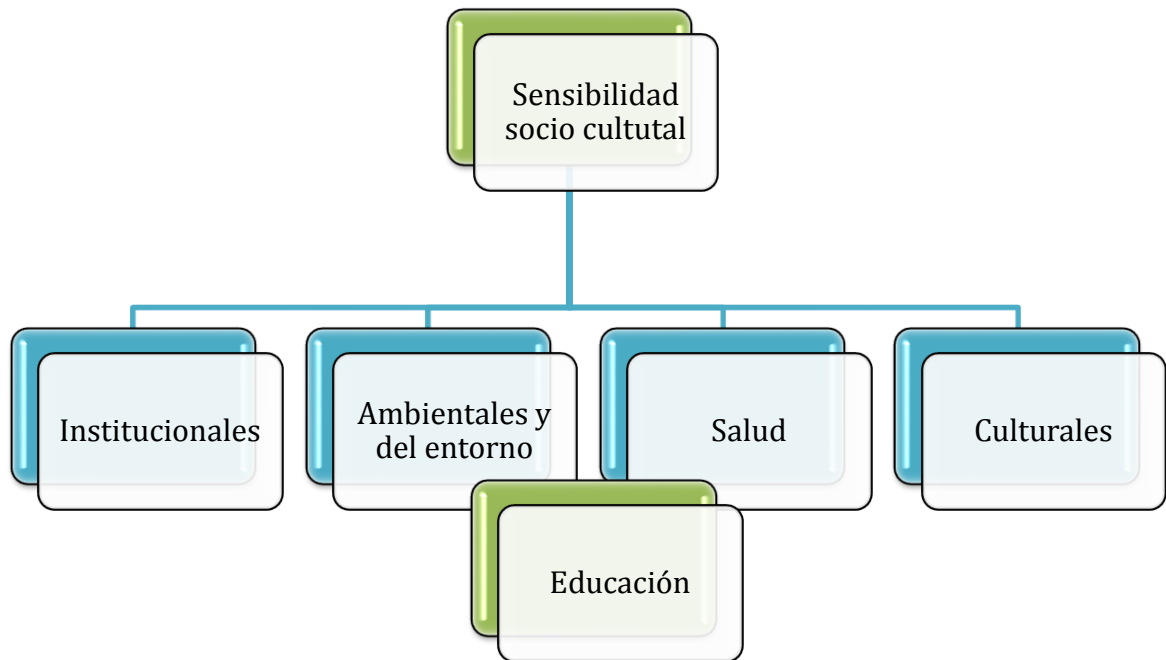 Sensibilidad
socio cultutal
Institucionales
Ambientales y
del entorno
Salud
Culturales
Educación